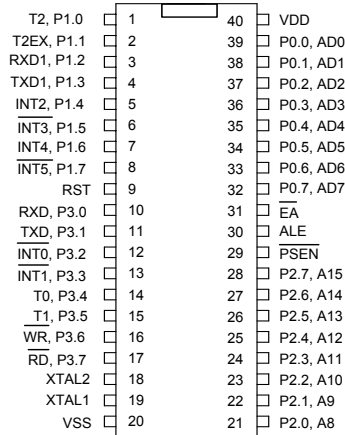 T2, P1.0 1 40 VDD
T2EX, P1.1 2 39 P0.0, AD0
RXD1, P1.2 3 38 P0.1, AD1
TXD1, P1.3 4 37 P0.2, AD2
INT2, P1.4 5 36 P0.3, AD3
INT3, P1.5 6 35 P0.4, AD4
INT4, P1.6 7 34 P0.5, AD5
INT5, P1.7 8 33 P0.6, AD6
RST 9 32 P0.7, AD7
RXD, P3.0 10 31 EA
TXD, P3.1 11 30 ALE
INT0, P3.2 12 29 PSEN
INT1, P3.3 13 28 P2.7, A15
T0, P3.4 14 27 P2.6, A14
T1, P3.5 15 26 P2.5, A13
WR, P3.6 16 25 P2.4, A12
RD, P3.7 17 24 P2.3, A11
XTAL2 18 23 P2.2, A10
XTAL1 19 22 P2.1, A9
VSS 20 21 P2.0, A8